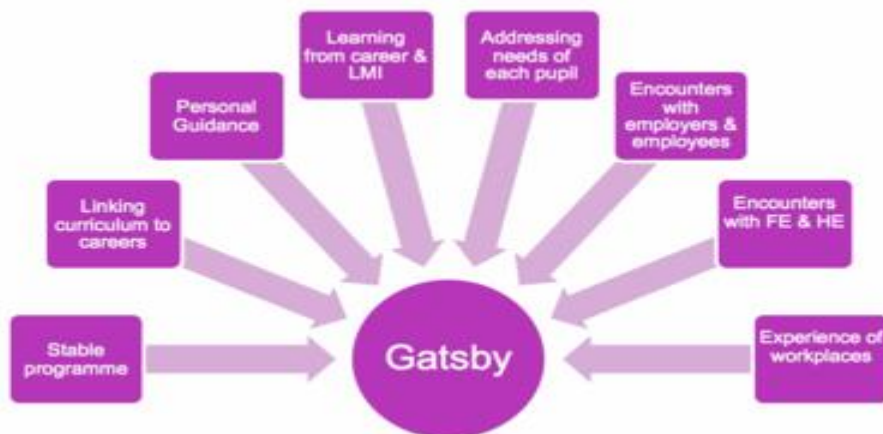 Learning
from career &
LMI
Addressing
needs of
each pupil
Personal
Guidance
Encounters
with
employers &
employees
Linking
curriculum to
careers
Encounters
with FE & HE
Stable
programme
Gatsby
Experience of
workplaces